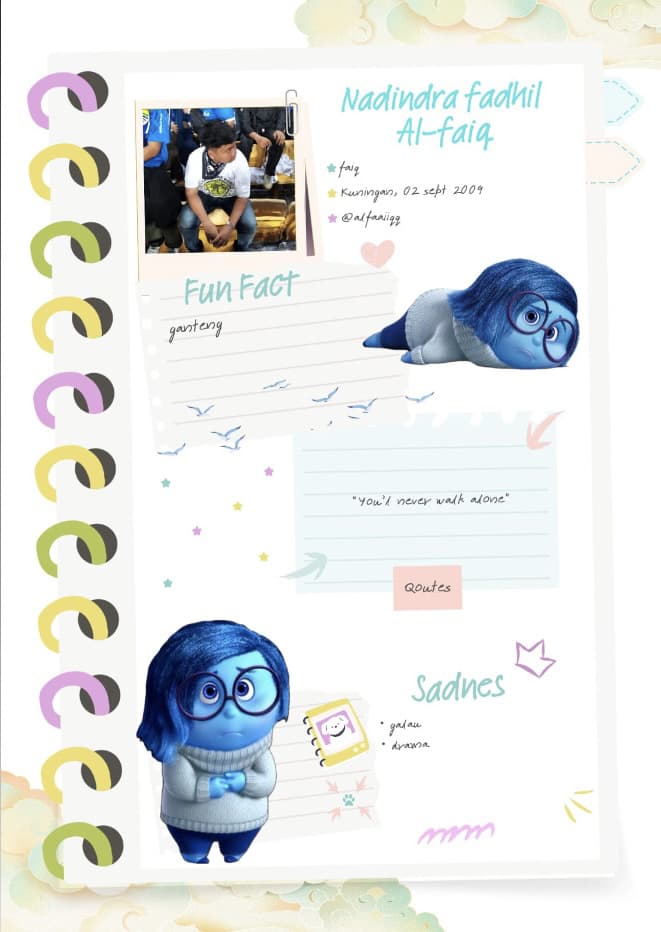 Nadindra fadhil
Al-faiq
faiq
Kuningan, 02 sept 2009
@alfaaiiqq
Fun Fact
ganteng
"You'l never walk alone"
Qoutes
Sadnes
• galau
• drama